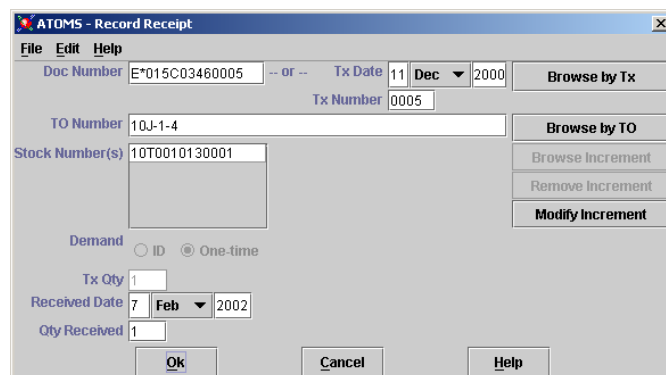 ATOMS - Record Receipt
File Edit Help
Doc Number E*015C03460005 -- or -- Tx Date 11 Dec 2000 Browse by Tx
Tx Number 0005
TO Number 10J-1-4 Browse by TO
Stock Number(s) 10T0010130001 Browse Increment
Remove Increment
Modify Increment
Demand ID One-time
Tx Qty 1
Received Date 7 Feb 2002
Qty Received 1
Ok Cancel Help